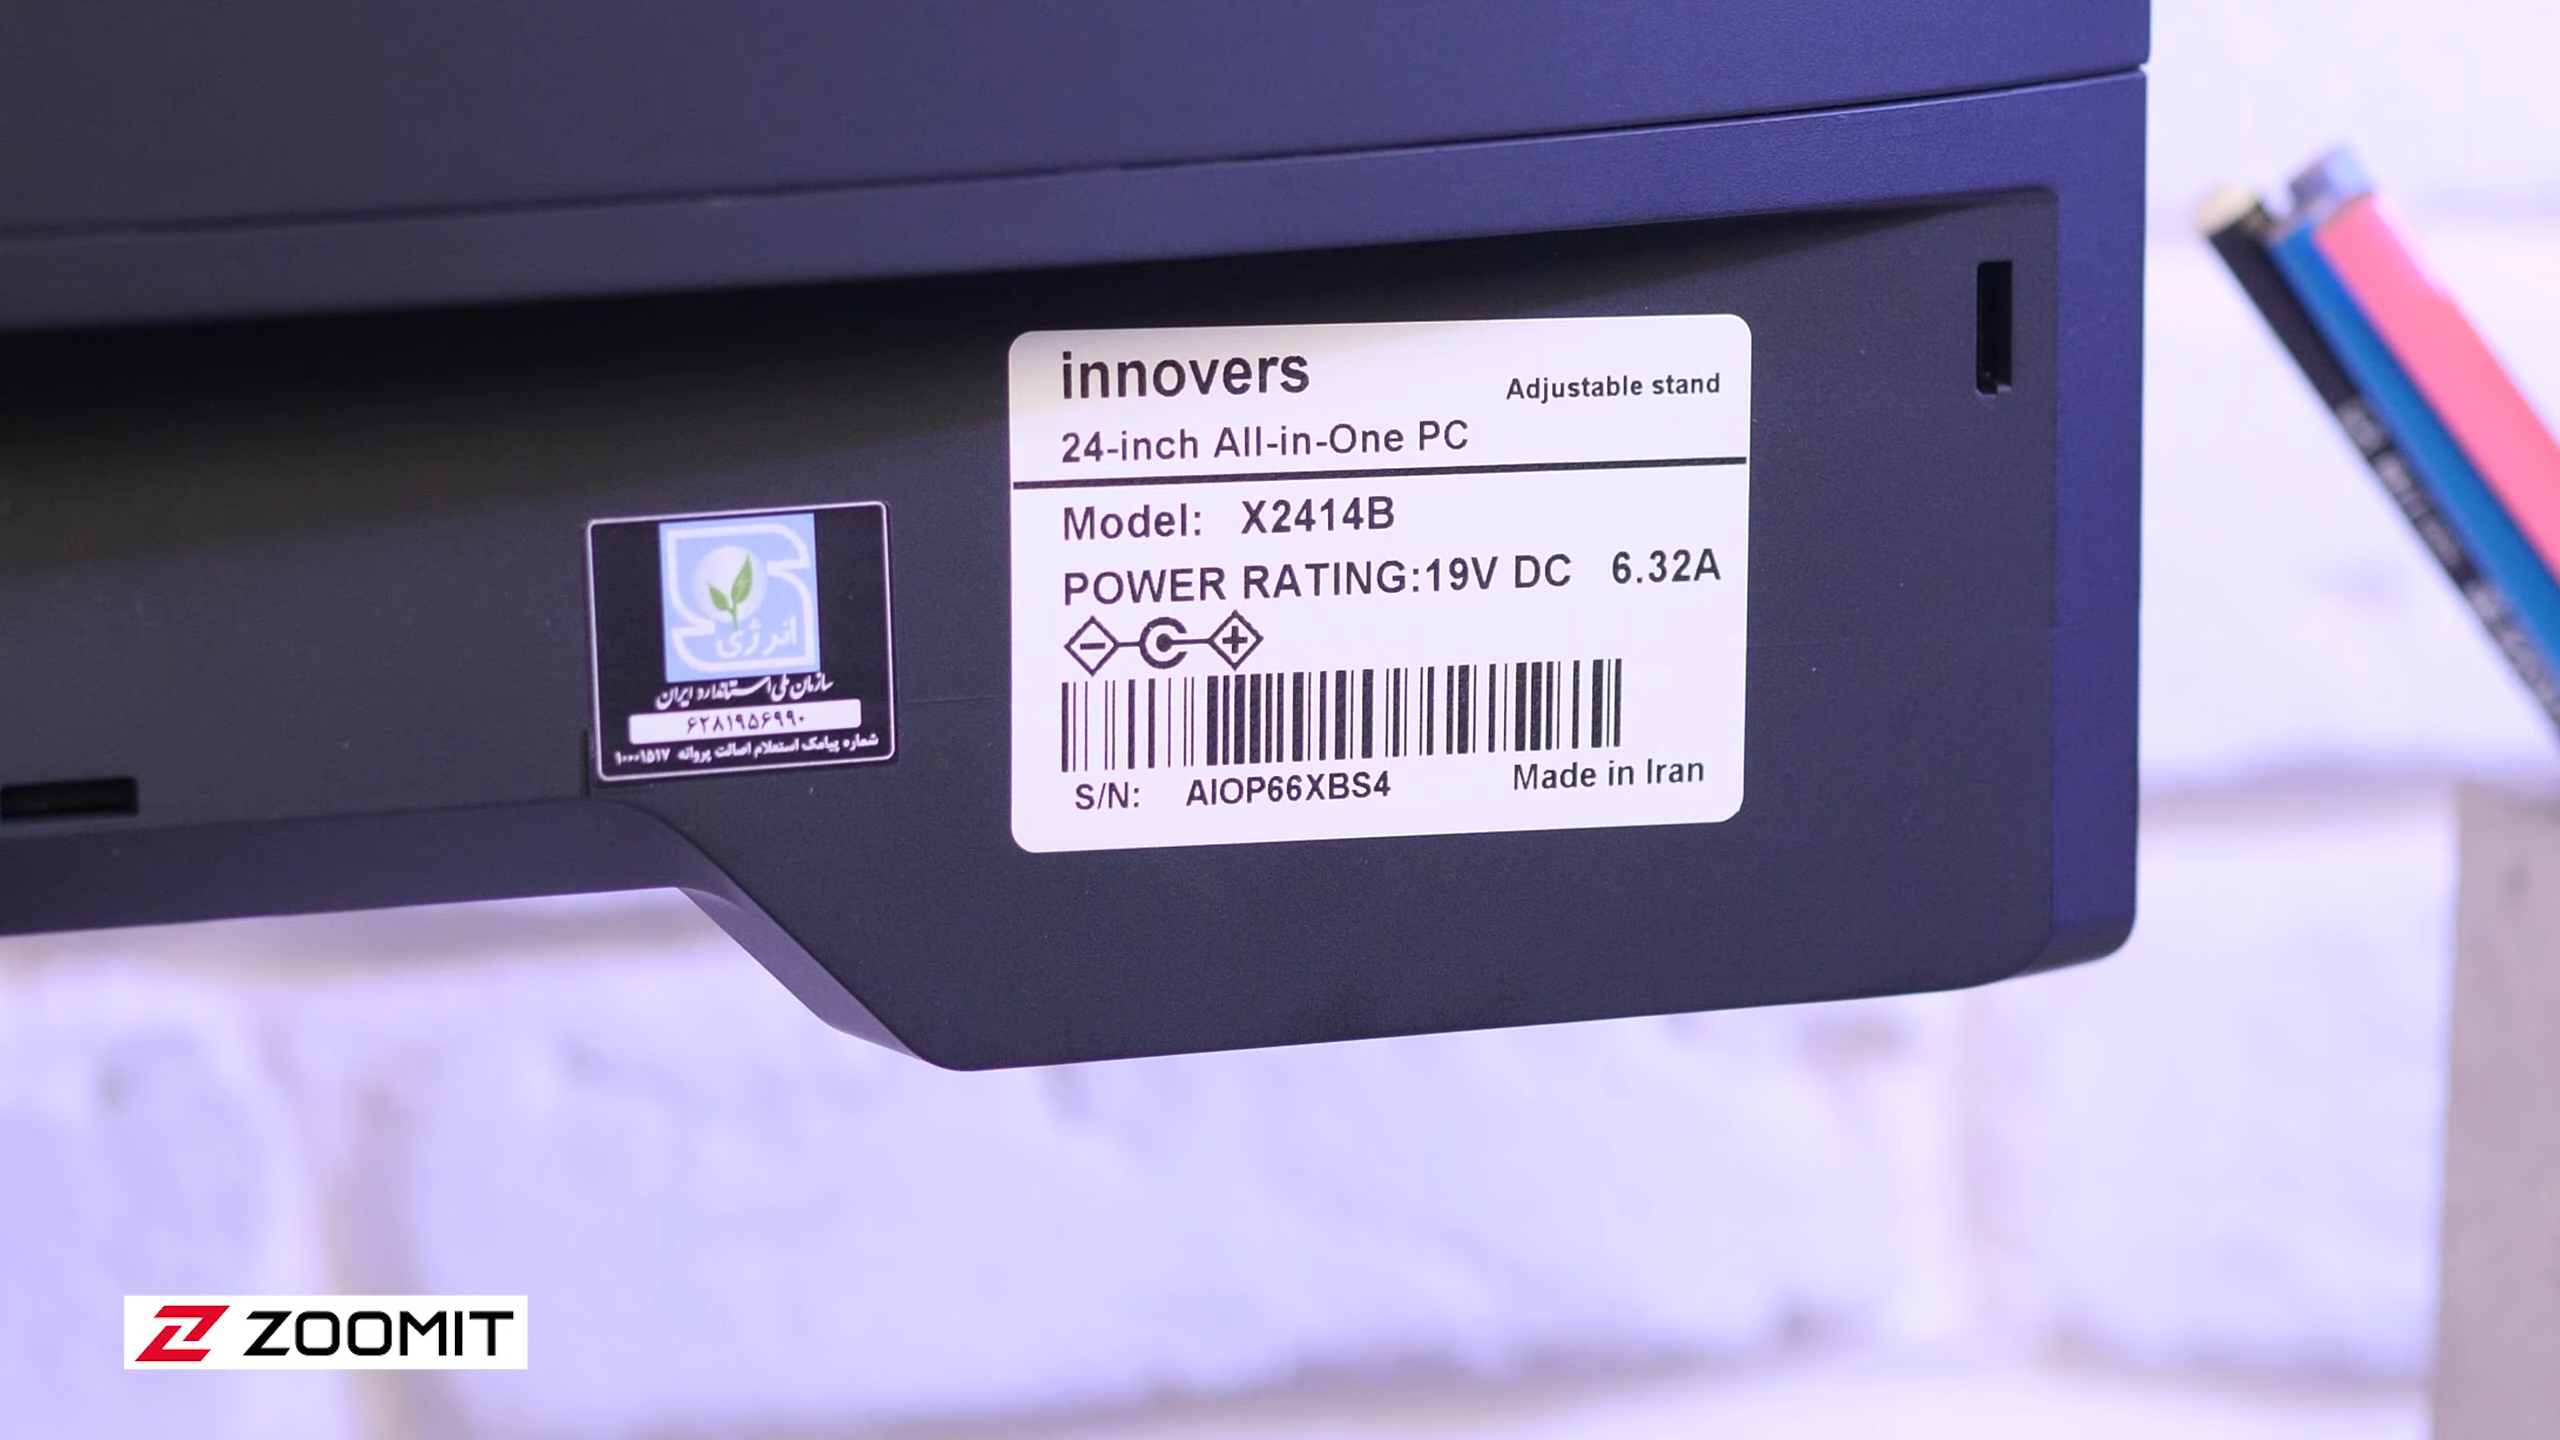 innovers
Adjustable stand
24-inch All-in-One PC
Model: X2414B
POWER RATING:19V DC 6.32A
S/N: AIOP66XBS4
Made in Iran
انرژی
سازمان ملی استاندارد ایران
۶۲۸۱۹۵۶۹۹۰
شماره پیامک استعلام اصالت پروانه ۱۰۰۰۱۵۱۷
ZOOMIT